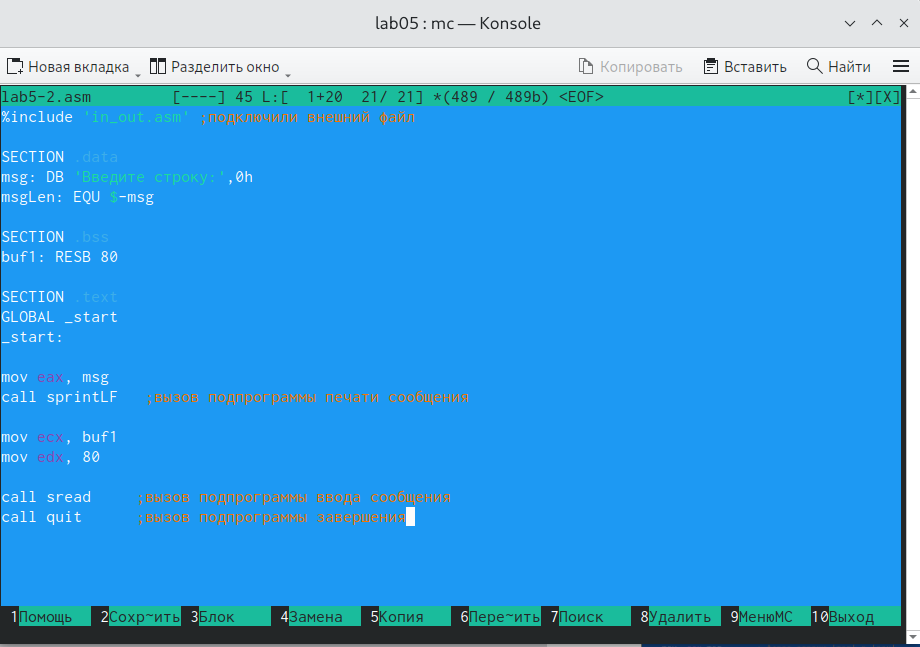 lab05 : mc — Konsole
Новая вкладка Разделить окно Копировать Вставить Найти
lab5-2.asm [----] 45 L:[ 1+20 21/ 21] *(489 / 489b) <EOF> [*][X]
%include 'in_out.asm' ;подключили внешний файл
SECTION .data
msg: DB 'Введите строку:',0h
msgLen: EQU $-msg
SECTION .bss
buf1: RESB 80
SECTION .text
GLOBAL _start
_start:
mov eax, msg
call sprintLF ;вызов подпрограммы печати сообщения
mov ecx, buf1
mov edx, 80
call sread ;вызов подпрограммы ввода сообщения
call quit ;вызов подпрограммы завершения
1Помощь 2Сохр~ить 3Блок 4Замена 5Копия 6Пере~ить 7Поиск 8Удалить 9МенюМС 10Выход